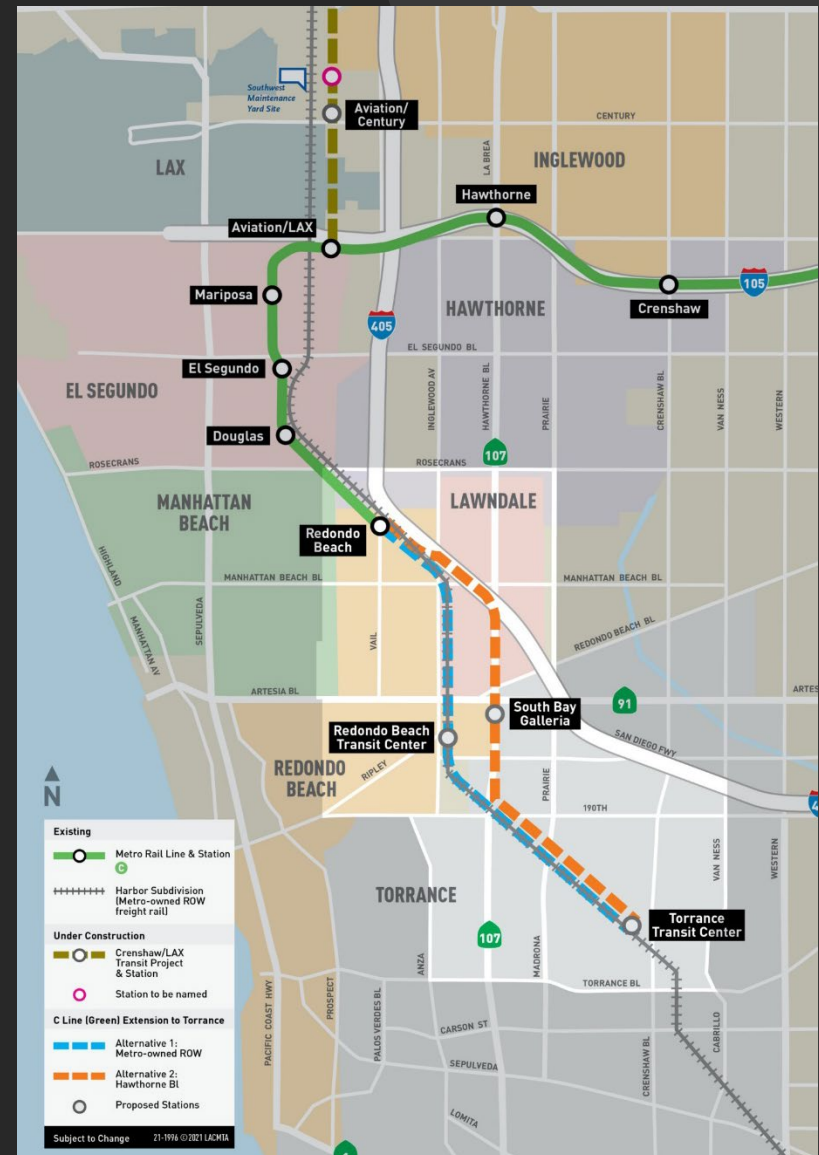 Southwest
Maintenance
Yard Site
Aviation/
Century
CENTURY
LAX
LA BREA
INGLEWOOD
Hawthorne
Aviation/LAX
105
Mariposa
Crenshaw
405
HAWTHORNE
EL SEGUNDO BL
El Segundo
EL SEGUNDO
INGLEWOOD AV
HAWTHORNE BL
PRAIRIE
CRENSHAW BL
VAN NESS
WESTERN
Douglas
107
ROSECRANS
ROSECRANS
MANHATTAN
BEACH
LAWNDALE
Redondo
Beach
HIGHLAND
MANHATTAN BEACH BL
MANHATTAN BEACH BL
SEPULVEDA
MANHATTAN AV
VAIL
REDONDO BEACH BL
ARTESIA BL
ARTES
91
South Bay
Galleria
Redondo Beach
Transit Center
SAN DIEGO FWY
REDONDO
BEACH
RIPLEY
PRAIRIE
N
190TH
4
VAN NESS
WESTERN
TORRANCE
Torrance
Transit Center
107
ANZA
MADRONA
TORRANCE BL
PACIFIC COAST HWY
PROSPECT
PALOS VERDES BL
CARSON ST
CRENSHAW BL
CABRILLO
SEPULVEDA
LOMITA
1
Existing
Metro Rail Line & Station
C
Harbor Subdivision
(Metro-owned ROW
freight rail)
Under Construction
Crenshaw/LAX
Transit Project
& Station
Station to be named
C Line (Green) Extension to Torrance
Alternative 1:
Metro-owned ROW
Alternative 2:
Hawthorne Bl
Proposed Stations
Subject to Change 21-1996 ©2021 LACMTA